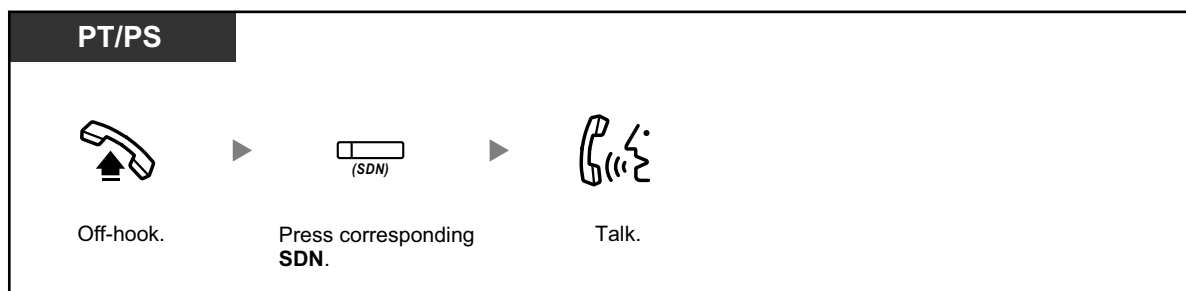 PT/PS
(SDN)
Off-hook.
Press corresponding
SDN.
Talk.